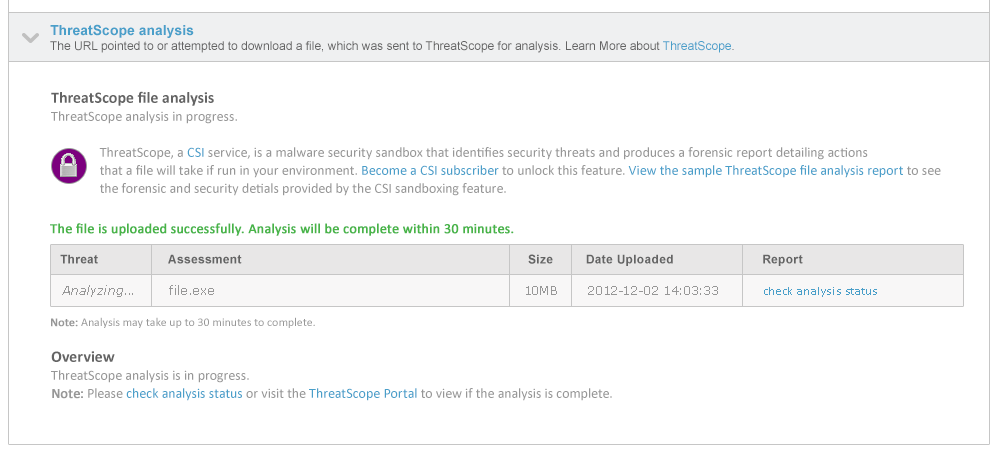 ThreatScope analysis
The URL pointed to or attempted to download a file, which was sent to ThreatScope for analysis. Learn More about ThreatScope.
ThreatScope file analysis
ThreatScope analysis in progress.
ThreatScope, a CSI service, is a malware security sandbox that identifies security threats and produces a forensic report detailing actions
that a file will take if run in your environment. Become a CSI subscriber to unlock this feature. View the sample ThreatScope file analysis report to see
the forensic and security detials provided by the CSI sandboxing feature.
The file is uploaded successfully. Analysis will be complete within 30 minutes.
Threat Assessment Size Date Uploaded Report
Analyzing... file.exe 10MB 2012-12-02 14:03:33 check analysis status
Note: Analysis may take up to 30 minutes to complete.
Overview
ThreatScope analysis is in progress.
Note: Please check analysis status or visit the ThreatScope Portal to view if the analysis is complete.